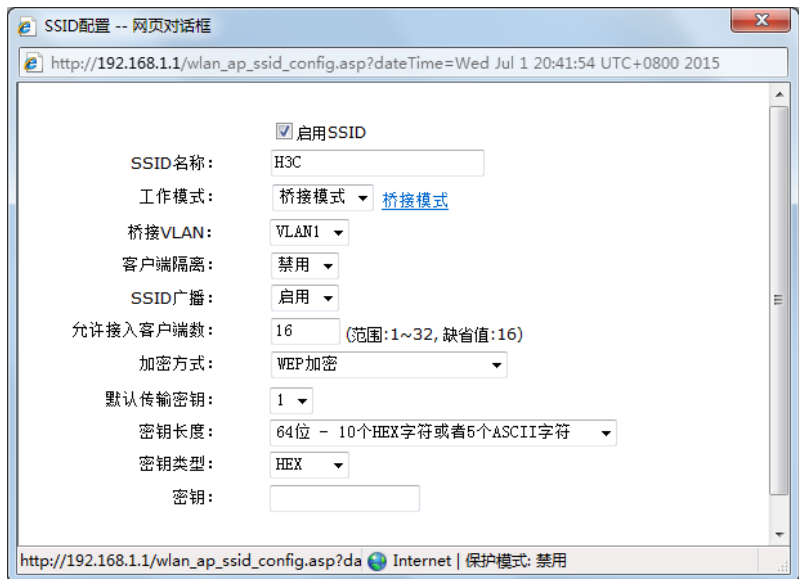 SSID配置 -- 网页对话框
http://192.168.1.1/wlan_ap_ssid_config.asp?dateTime=Wed Jul 1 20:41:54 UTC+0800 2015
启用SSID
SSID名称: H3C
工作模式: 桥接模式 桥接模式
桥接VLAN: VLAN1
客户端隔离: 禁用
SSID广播: 启用
允许接入客户端数: 16 (范围:1~32, 缺省值:16)
加密方式: WEP加密
默认传输密钥: 1
密钥长度: 64位 - 10个HEX字符或者5个ASCII字符
密钥类型: HEX
密钥:
http://192.168.1.1/wlan_ap_ssid_config.asp?da Internet | 保护模式: 禁用